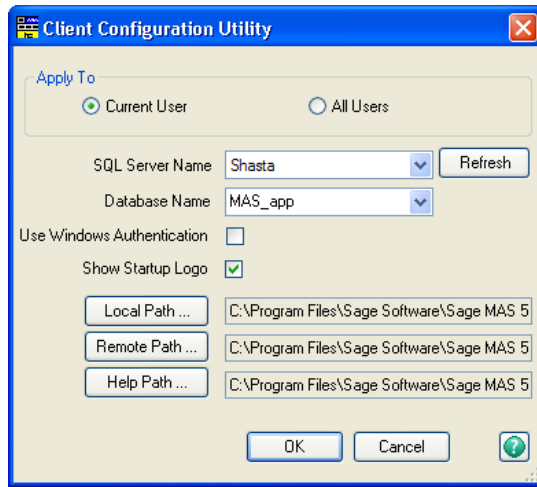 Client Configuration Utility
Apply To
Current User
All Users
SQL Server Name
Shasta
Refresh
Database Name
MAS_app
Use Windows Authentication
Show Startup Logo
Local Path ...
C:\Program Files\Sage Software\Sage MAS 5
Remote Path ...
C:\Program Files\Sage Software\Sage MAS 5
Help Path ...
C:\Program Files\Sage Software\Sage MAS 5
OK
Cancel
?